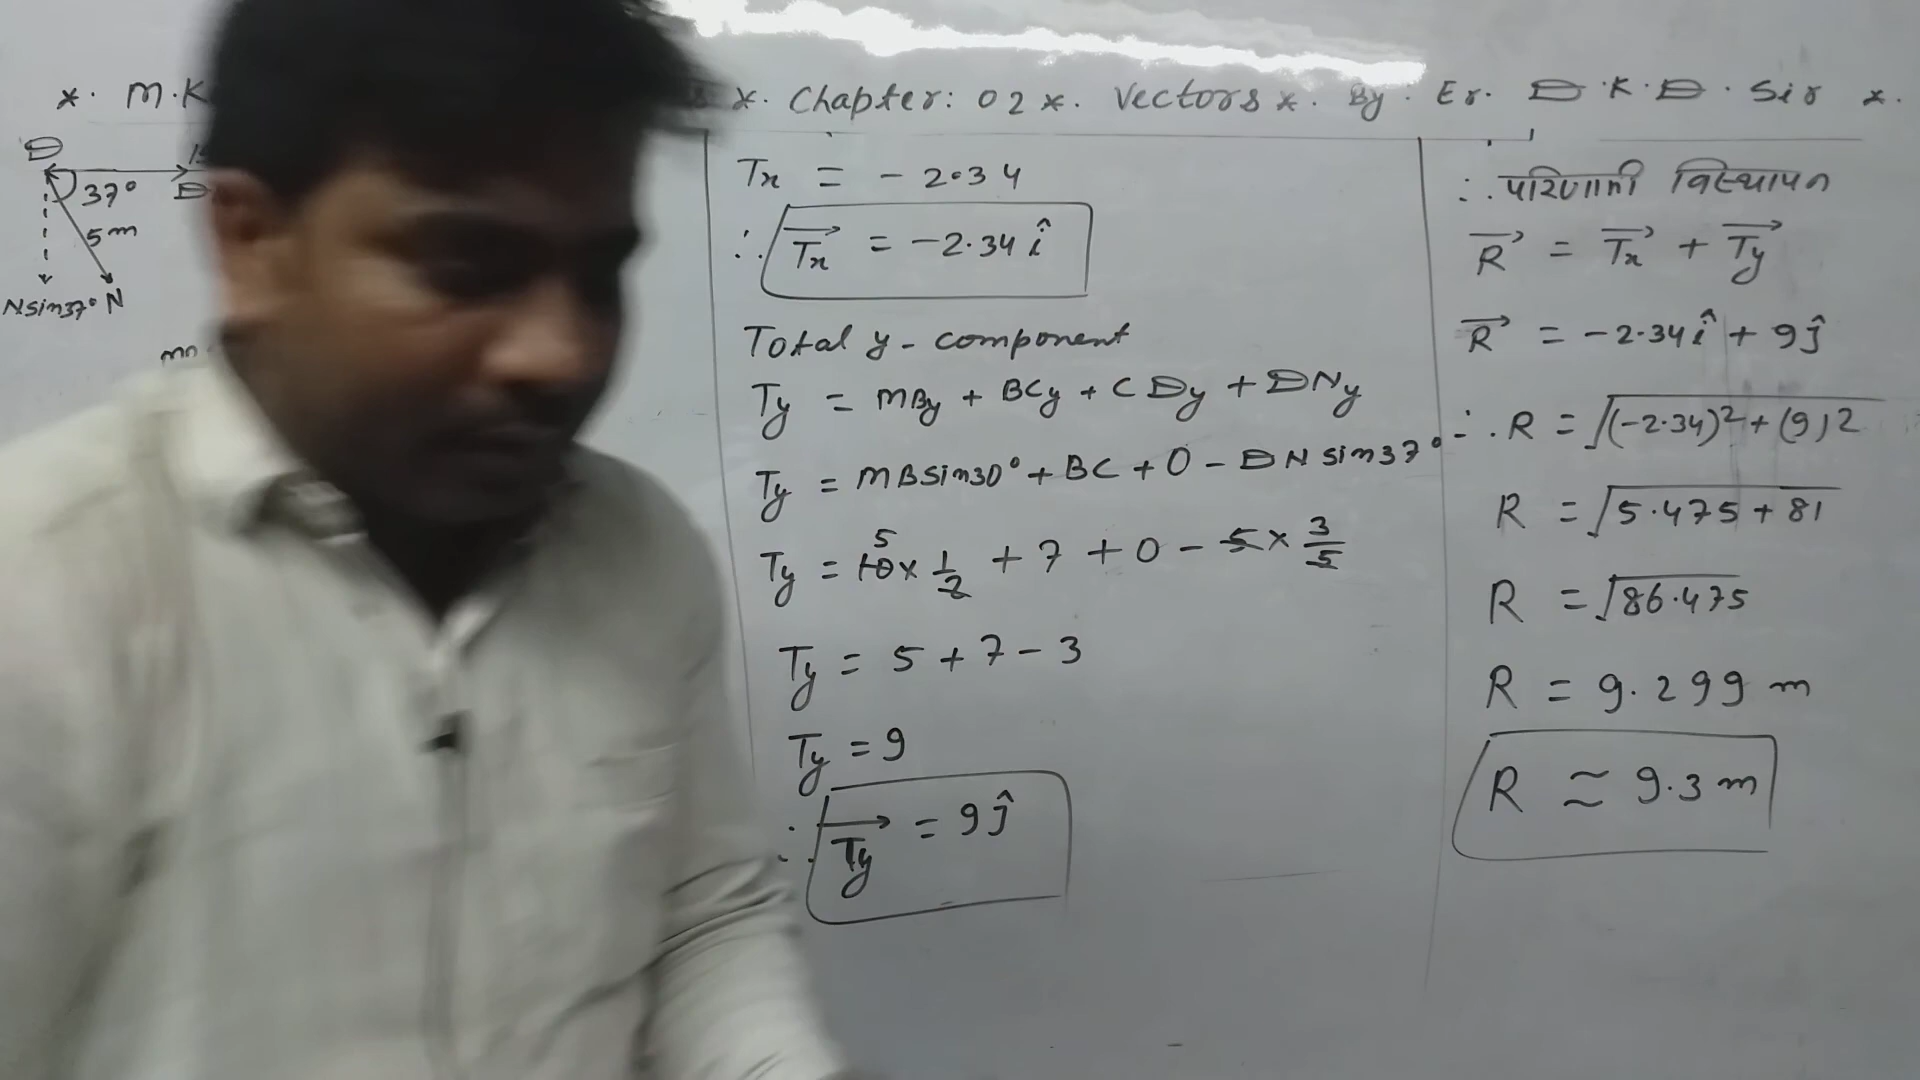 *. M.K * . Chapter: 02 *. Vectors *. By. Er. D.K.D. Sir *.
D
37° D
5m
Nsin37° N
Tx = - 2.34
∴ Tx→ = -2.34 î
Total y - component
Ty = MBy + BCy + CDy + DNy
Ty = MBsin30° + BC + 0 - DN sin37°
5
Ty = 10 x 1/2 + 7 + 0 - 5 x 3/5
Ty = 5 + 7 - 3
Ty = 9
∴ Ty→ = 9ĵ
∴ परिणामी विस्थापन
R→ = Tx→ + Ty→
R→ = -2.34î + 9ĵ
∴ R = √(-2.34)² + (9)2
R = √5.475 + 81
R = √86.475
R = 9.299 m
R ≈ 9.3 m